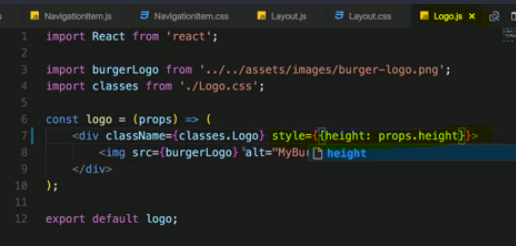 NavigationItem.js NavigationItem.css Layout.js Layout.css Logo.js
1 import React from 'react';
2
3 import burgerLogo from '../../assets/images/burger-logo.png';
4 import classes from './Logo.css';
5
6 const logo = (props) => (
7 <div className={classes.Logo} style={{height: props.height}}>
8 <img src={burgerLogo} alt="MyBu
height
9 </div>
10 );
11
12 export default logo;